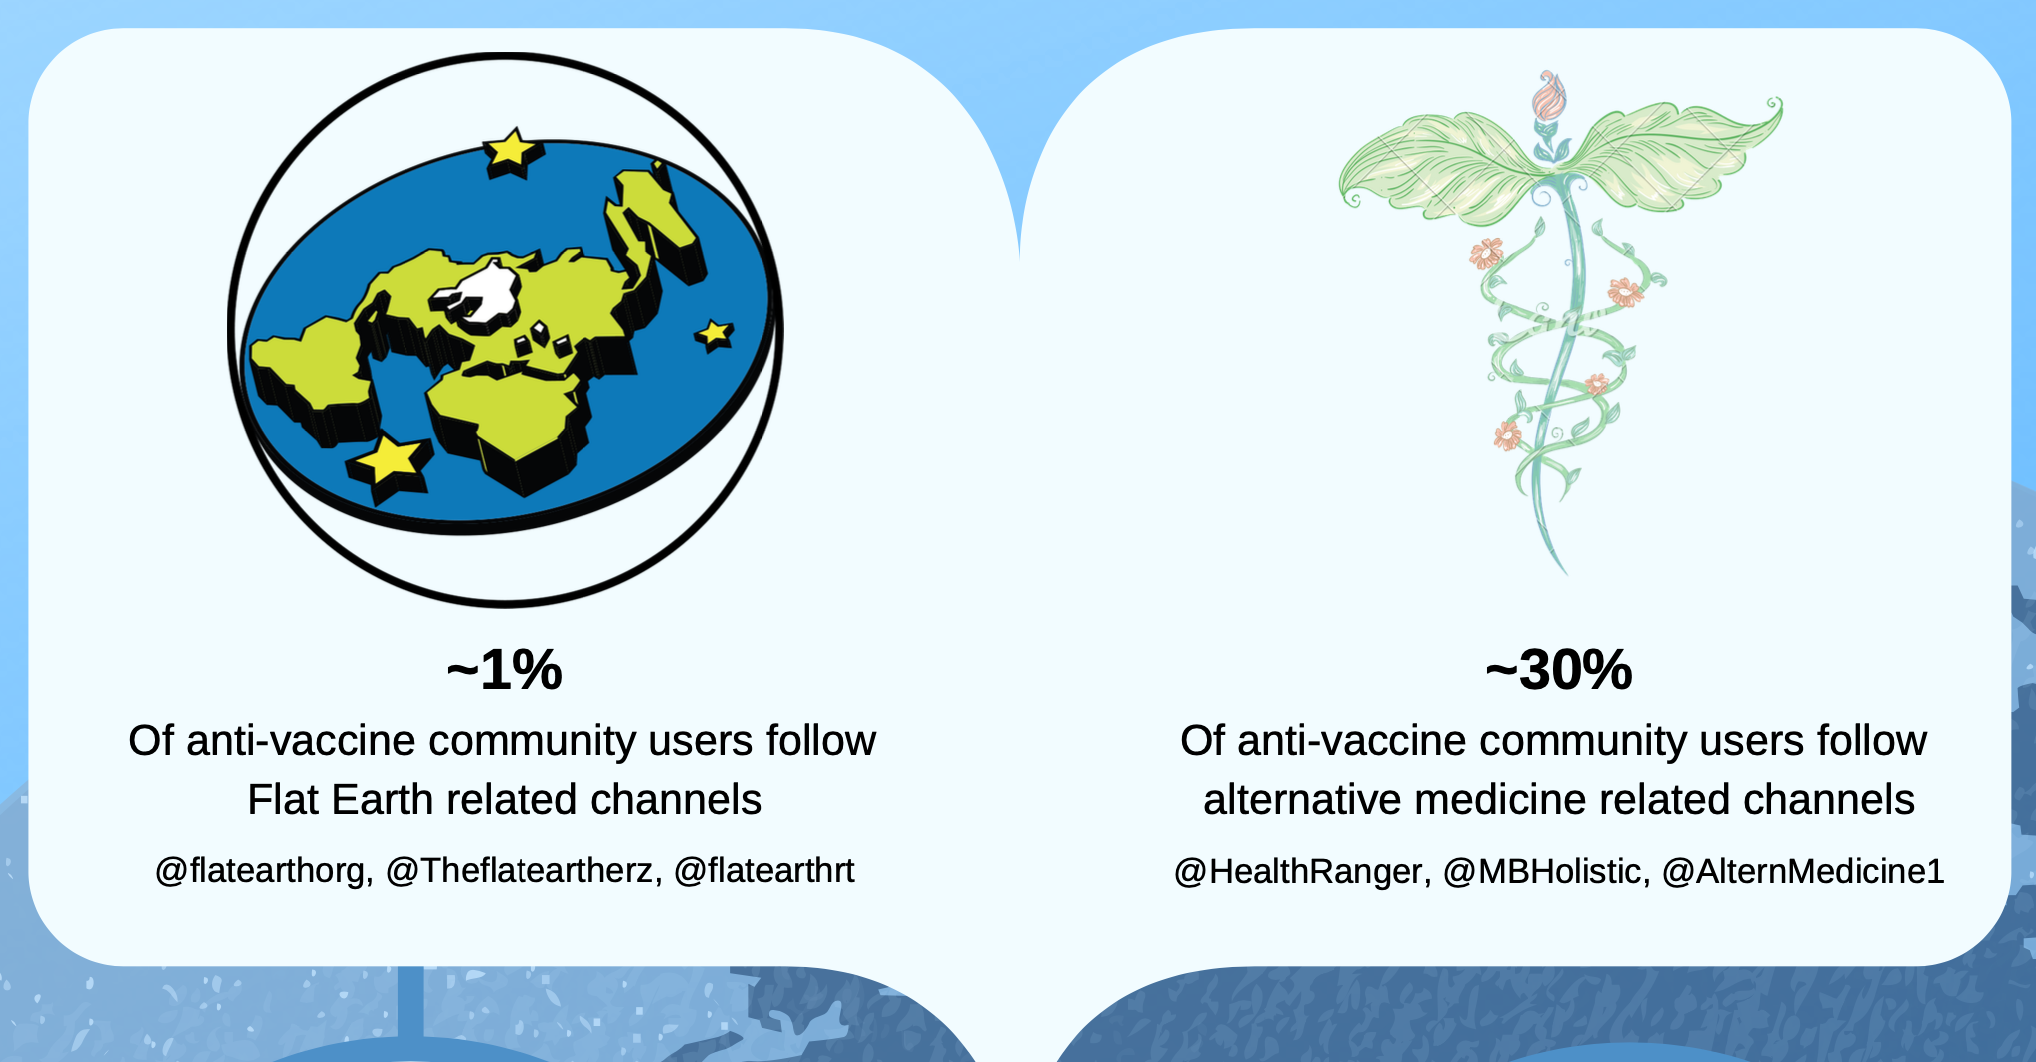 ~1%
Of anti-vaccine community users follow
Flat Earth related channels
@flatearthorg, @Theflateartherz, @flatearthrt
~30%
Of anti-vaccine community users follow
alternative medicine related channels
@HealthRanger, @MBHolistic, @AlternMedicine1